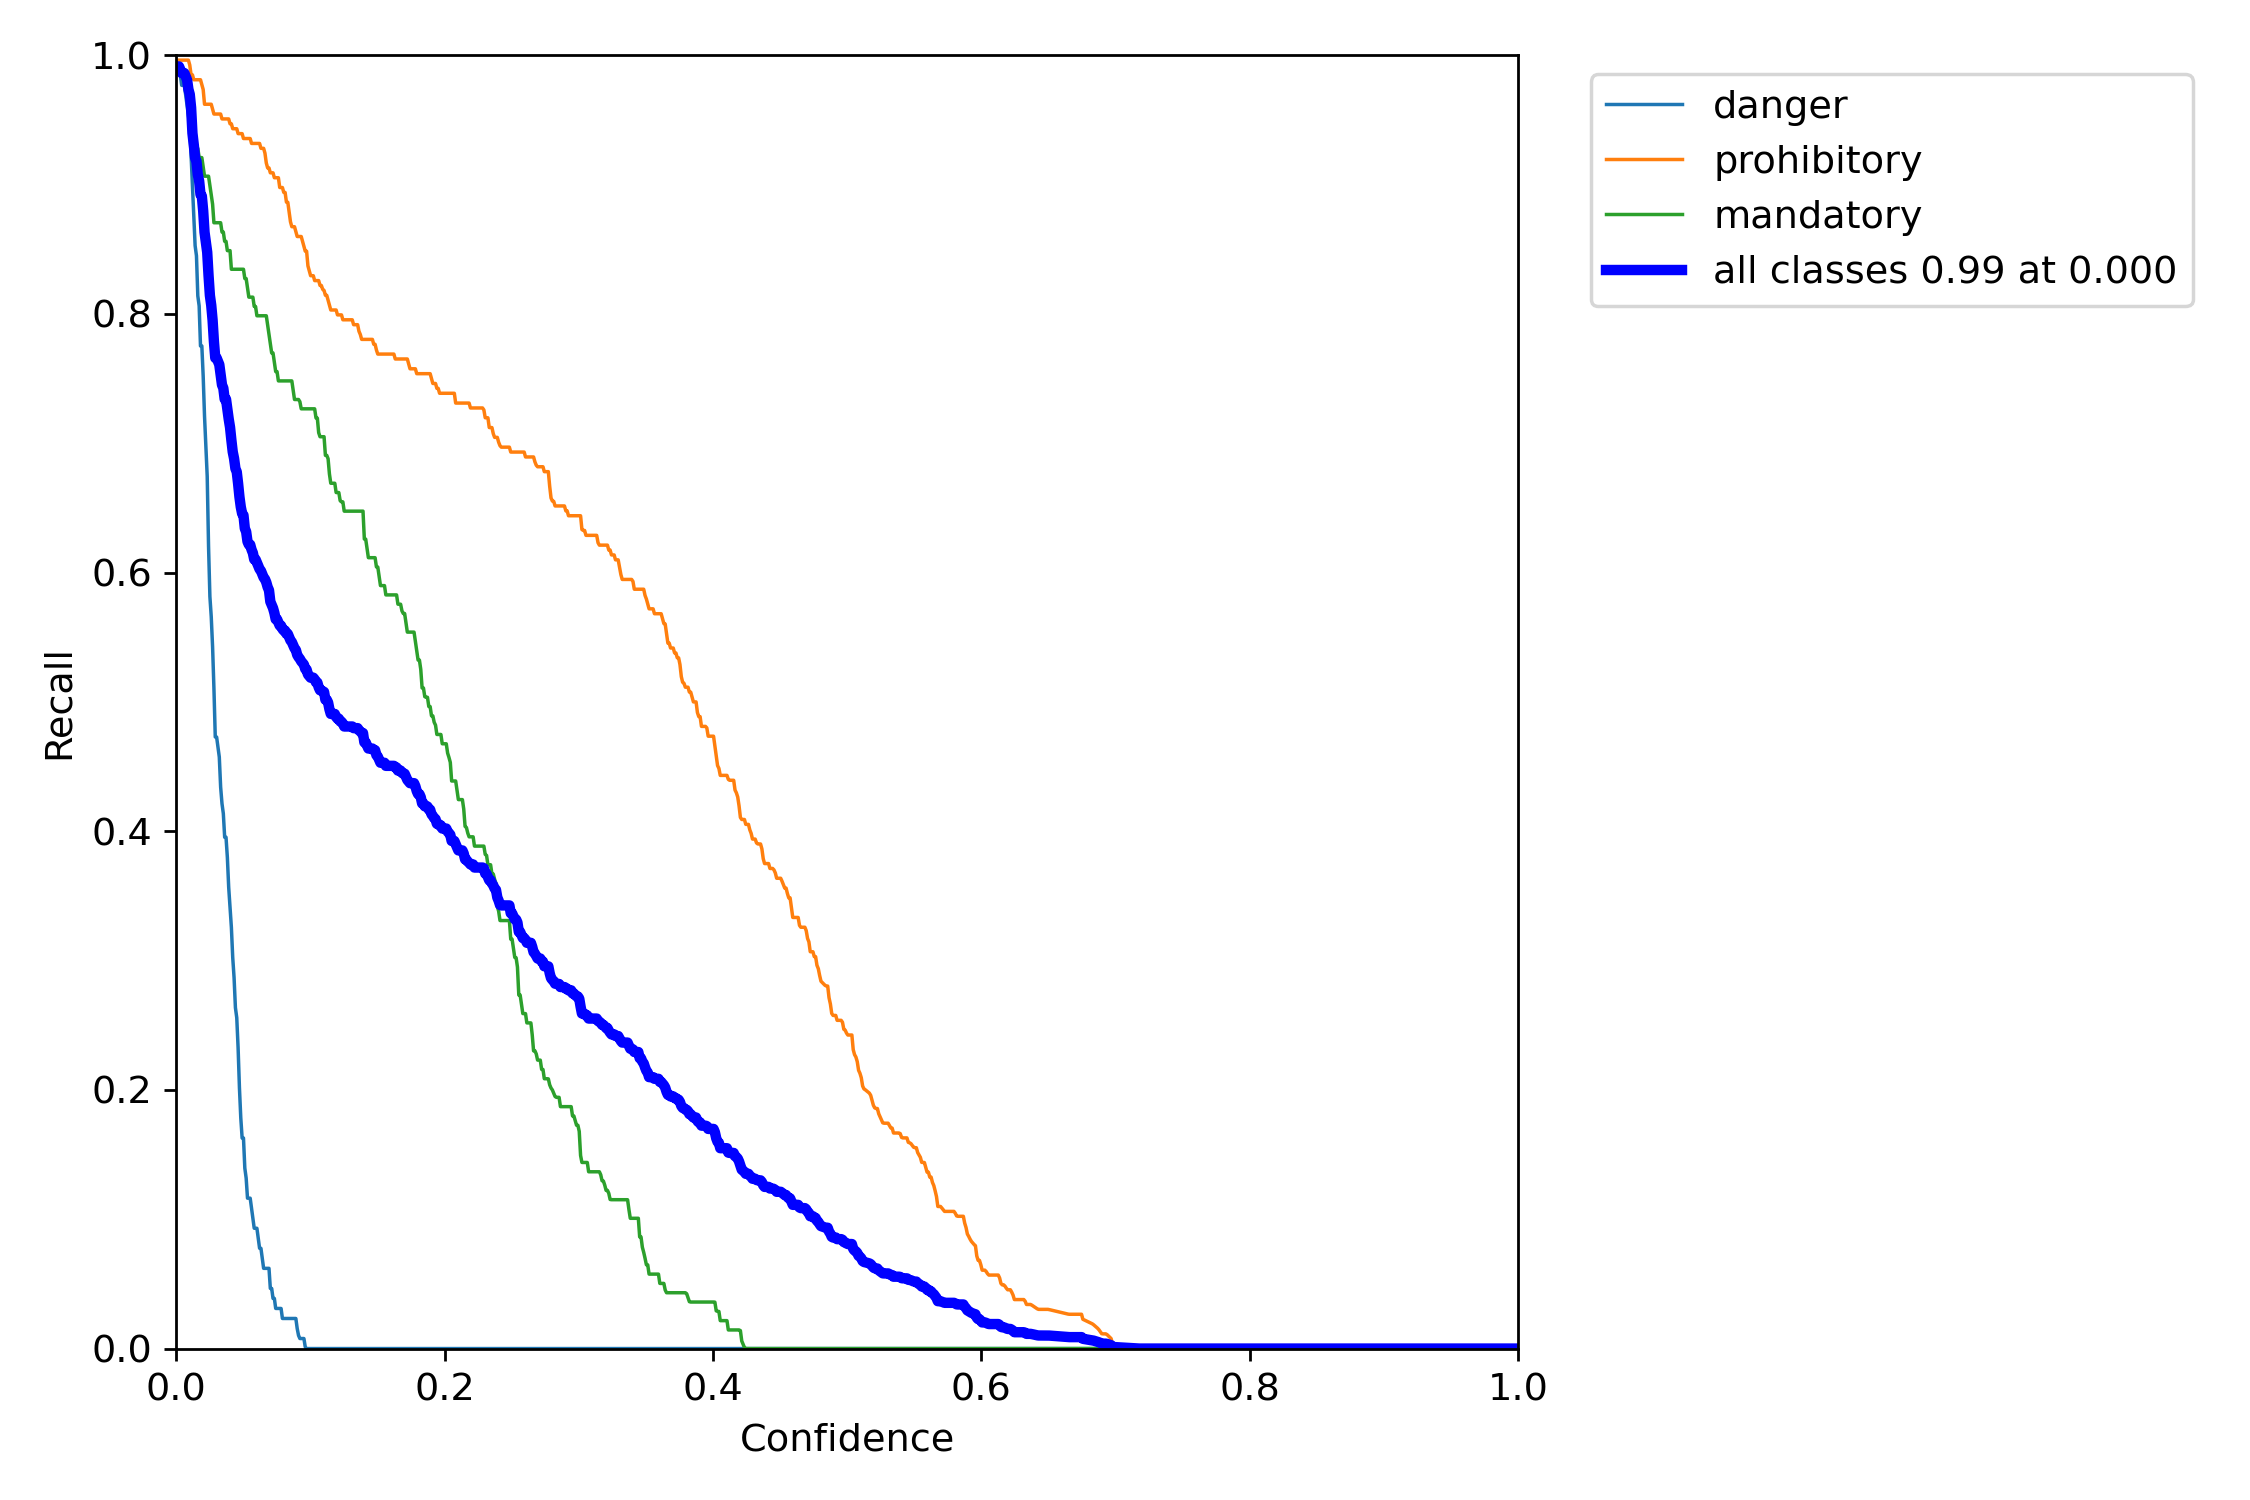 1.0
0.8
0.6
0.4
0.2
0.0
Recall
0.0 0.2 0.4 0.6 0.8 1.0
Confidence
danger
prohibitory
mandatory
all classes 0.99 at 0.000